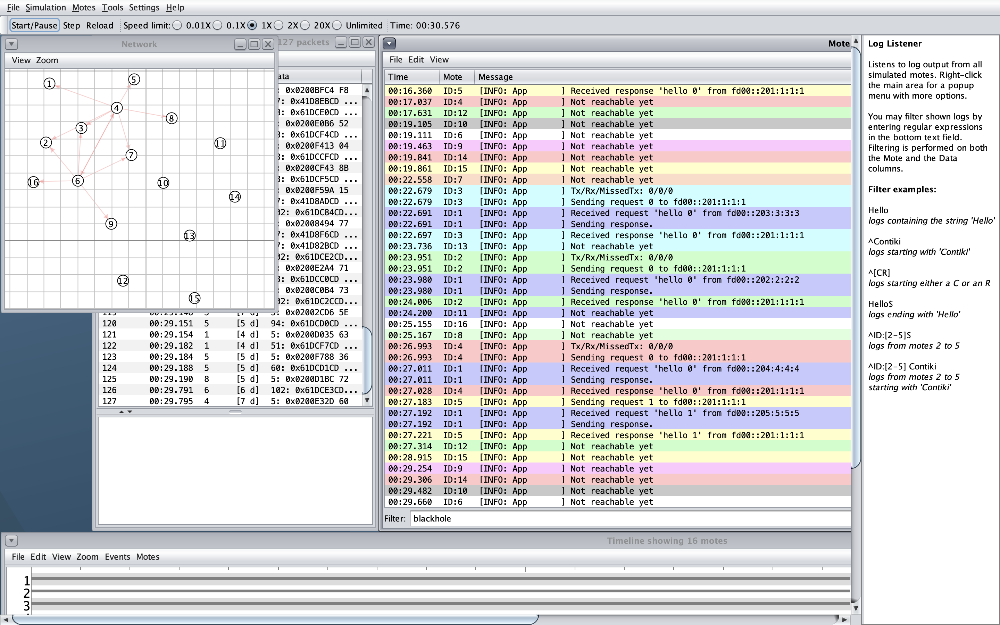 File Simulation Motes Tools Settings Help
Start/Pause Step Reload Speed limit: 0.01X 0.1X 1X 2X 20X Unlimited Time: 00:30.576
Network
View Zoom
1
5
4
8
3
2
11
7
16
6
10
14
9
13
12
15
127 packets
ata
: 0x0200BFC4 F8
7: 0x41D8EBCD ...
3: 0x61DCE0CD ...
: 0x0200E0B6 52
3: 0x61DCF4CD ...
: 0x0200F413 04
3: 0x61DCCFCD ...
: 0x0200CF43 8B
3: 0x61DCF5CD ...
: 0x0200F59A 15
7: 0x41D8ADCD ...
02: 0x61DC84CD...
: 0x02008494 77
7: 0x41D8F6CD ...
7: 0x41D82BCD ...
02: 0x61DCE2CD...
: 0x0200E2A4 71
3: 0x61DCC0CD ...
: 0x0200C0B4 73
02: 0x61DC2CCD...
: 0x02002CD6 5E
120 00:29.151 5 [5 d] 94: 0x61DCD0CD ...
121 00:29.154 1 [4 d] 5: 0x0200D035 63
122 00:29.182 1 [4 d] 51: 0x61DCF7CD ...
123 00:29.184 5 [5 d] 5: 0x0200F788 36
124 00:29.188 5 [5 d] 60: 0x61DCD1CD ...
125 00:29.190 8 [5 d] 5: 0x0200D1BC 72
126 00:29.791 6 [6 d] 102: 0x61DCE3CD...
127 00:29.795 4 [7 d] 5: 0x0200E32D 60
Mote
File Edit View
Time Mote Message
00:16.360 ID:5 [INFO: App ] Received response 'hello 0' from fd00::201:1:1:1
00:17.037 ID:4 [INFO: App ] Not reachable yet
00:17.631 ID:12 [INFO: App ] Not reachable yet
00:19.105 ID:10 [INFO: App ] Not reachable yet
00:19.111 ID:6 [INFO: App ] Not reachable yet
00:19.463 ID:9 [INFO: App ] Not reachable yet
00:19.841 ID:14 [INFO: App ] Not reachable yet
00:19.861 ID:15 [INFO: App ] Not reachable yet
00:22.558 ID:7 [INFO: App ] Not reachable yet
00:22.679 ID:3 [INFO: App ] Tx/Rx/MissedTx: 0/0/0
00:22.679 ID:3 [INFO: App ] Sending request 0 to fd00::201:1:1:1
00:22.691 ID:1 [INFO: App ] Received request 'hello 0' from fd00::203:3:3:3
00:22.691 ID:1 [INFO: App ] Sending response.
00:22.697 ID:3 [INFO: App ] Received response 'hello 0' from fd00::201:1:1:1
00:23.736 ID:13 [INFO: App ] Not reachable yet
00:23.951 ID:2 [INFO: App ] Tx/Rx/MissedTx: 0/0/0
00:23.951 ID:2 [INFO: App ] Sending request 0 to fd00::201:1:1:1
00:23.980 ID:1 [INFO: App ] Received request 'hello 0' from fd00::202:2:2:2
00:23.980 ID:1 [INFO: App ] Sending response.
00:24.006 ID:2 [INFO: App ] Received response 'hello 0' from fd00::201:1:1:1
00:24.200 ID:11 [INFO: App ] Not reachable yet
00:25.155 ID:16 [INFO: App ] Not reachable yet
00:25.167 ID:8 [INFO: App ] Not reachable yet
00:26.993 ID:4 [INFO: App ] Tx/Rx/MissedTx: 0/0/0
00:26.993 ID:4 [INFO: App ] Sending request 0 to fd00::201:1:1:1
00:27.011 ID:1 [INFO: App ] Received request 'hello 0' from fd00::204:4:4:4
00:27.011 ID:1 [INFO: App ] Sending response.
00:27.028 ID:4 [INFO: App ] Received response 'hello 0' from fd00::201:1:1:1
00:27.183 ID:5 [INFO: App ] Sending request 1 to fd00::201:1:1:1
00:27.192 ID:1 [INFO: App ] Received request 'hello 1' from fd00::205:5:5:5
00:27.192 ID:1 [INFO: App ] Sending response.
00:27.221 ID:5 [INFO: App ] Received response 'hello 1' from fd00::201:1:1:1
00:27.314 ID:12 [INFO: App ] Not reachable yet
00:28.915 ID:15 [INFO: App ] Not reachable yet
00:29.254 ID:9 [INFO: App ] Not reachable yet
00:29.306 ID:14 [INFO: App ] Not reachable yet
00:29.482 ID:10 [INFO: App ] Not reachable yet
00:29.660 ID:6 [INFO: App ] Not reachable yet
Filter: blackhole
Log Listener
Listens to log output from all
simulated motes. Right-click
the main area for a popup
menu with more options.
You may filter shown logs by
entering regular expressions
in the bottom text field.
Filtering is performed on both
the Mote and the Data
columns.
Filter examples:
Hello
logs containing the string 'Hello'
^Contiki
logs starting with 'Contiki'
^[CR]
logs starting either a C or an R
Hello$
logs ending with 'Hello'
^ID:[2-5]$
logs from motes 2 to 5
^ID:[2-5] Contiki
logs from motes 2 to 5
starting with 'Contiki'
Timeline showing 16 motes
File Edit View Zoom Events Motes
1
2
3